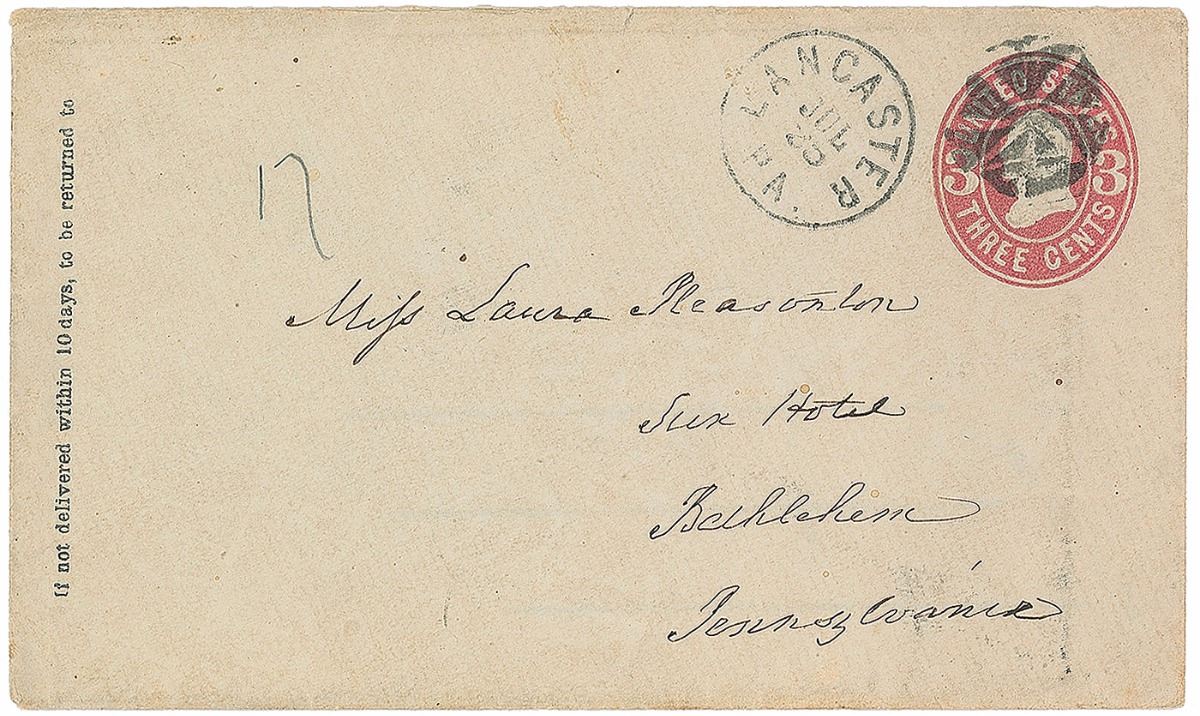 If not delivered within 10 days, to be returned to
LANCASTER PA.
JUL
20
UNITED STATES
3 3
THREE CENTS
17
Miss Laura Pleasonton
Sun Hotel
Bethlehem
Pennsylvania